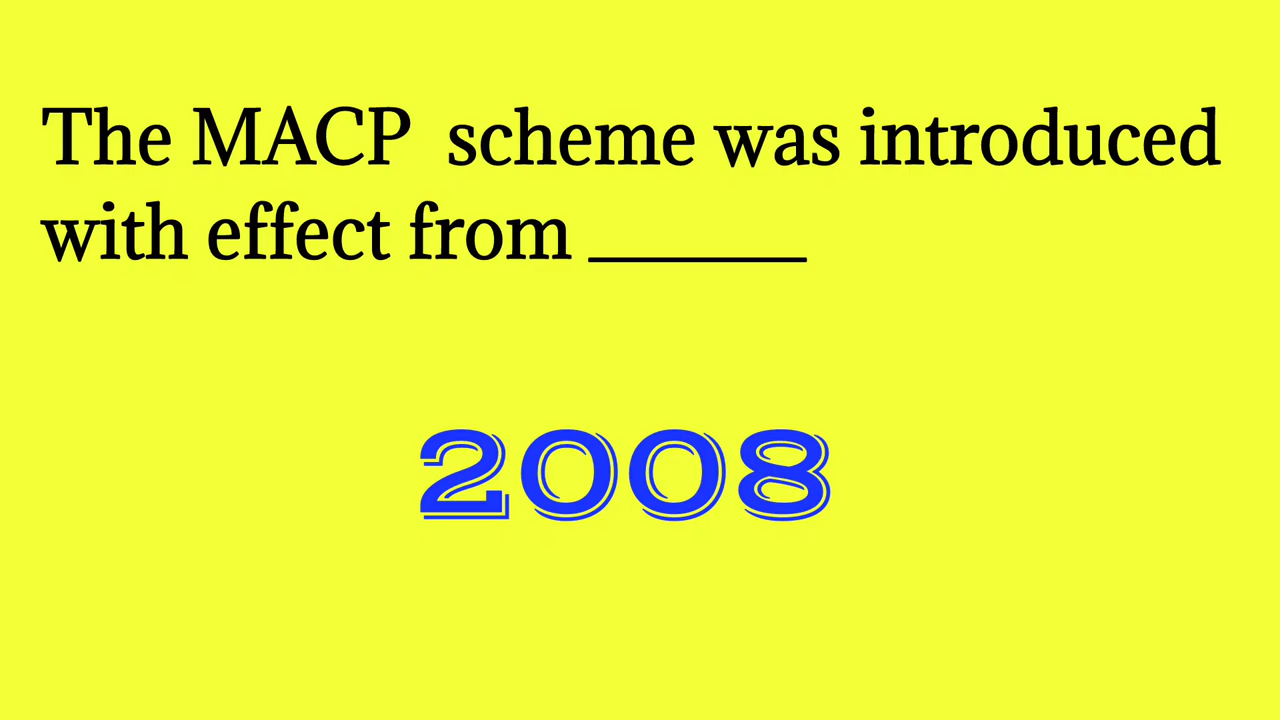 The MACP scheme was introduced
with effect from ______
2008